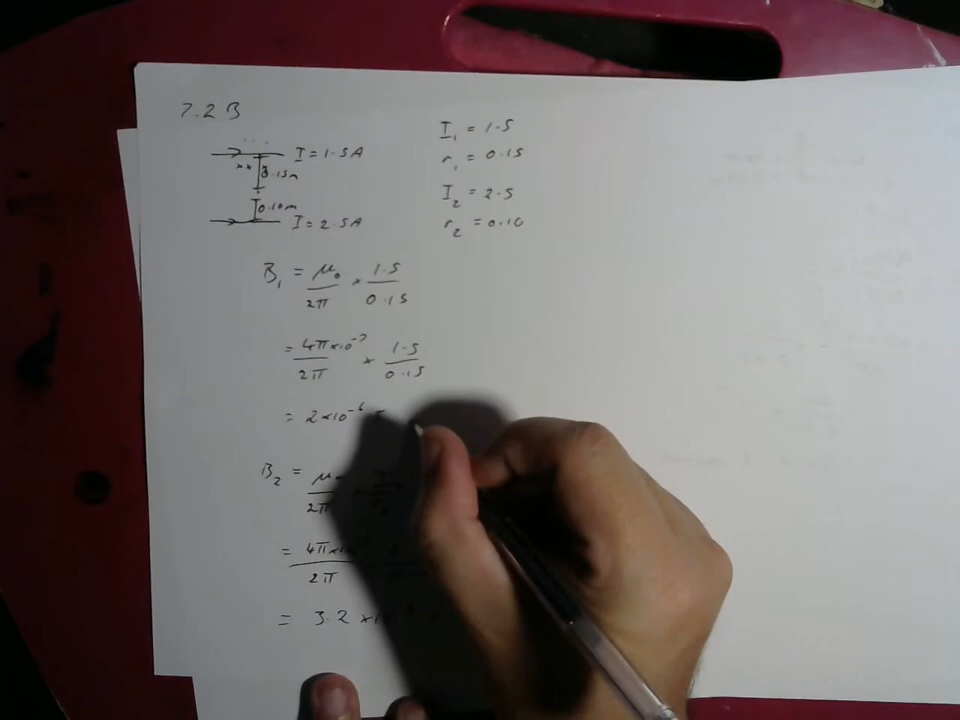 7.2 B
I = 1.5A
0.15m
0.10m
I = 2.5A
I₁ = 1.5
r₁ = 0.15
I₂ = 2.5
r₂ = 0.10
B₁ = μ₀/2π × 1.5/0.15
= 4π×10⁻⁷/2π × 1.5/0.15
= 2×10⁻⁶
B₂ =
2π
= 4π
2π
= 3.2 ×